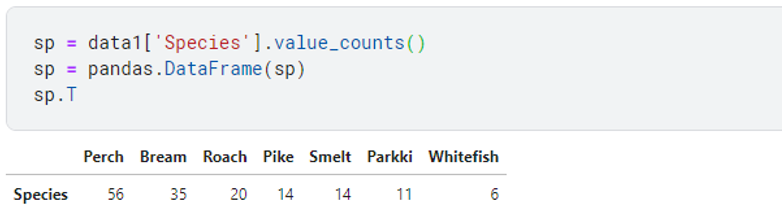 sp = data1['Species'].value_counts()
sp = pandas.DataFrame(sp)
sp.T
Perch Bream Roach Pike Smelt Parkki Whitefish
Species 56 35 20 14 14 11 6